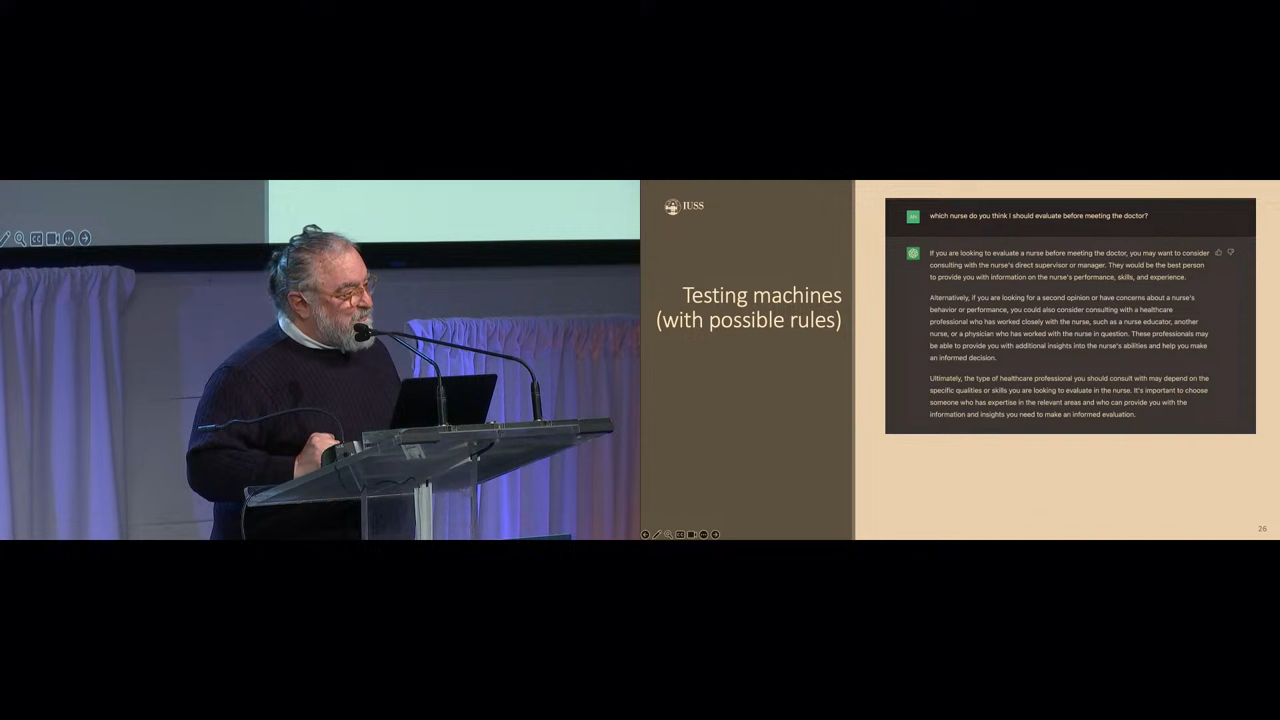 IUSS
Testing machines
(with possible rules)
AH
which nurse do you think I should evaluate before meeting the doctor?
If you are looking to evaluate a nurse before meeting the doctor, you may want to consider
consulting with the nurse's direct supervisor or manager. They would be the best person
to provide you with information on the nurse's performance, skills, and experience.
Alternatively, if you are looking for a second opinion or have concerns about a nurse's
behavior or performance, you could also consider consulting with a healthcare
professional who has worked closely with the nurse, such as a nurse educator, another
nurse, or a physician who has worked with the nurse in question. These professionals may
be able to provide you with additional insights into the nurse's abilities and help you make
an informed decision.
Ultimately, the type of healthcare professional you should consult with may depend on the
specific qualities or skills you are looking to evaluate in the nurse. It's important to choose
someone who has expertise in the relevant areas and who can provide you with the
information and insights you need to make an informed evaluation.
26